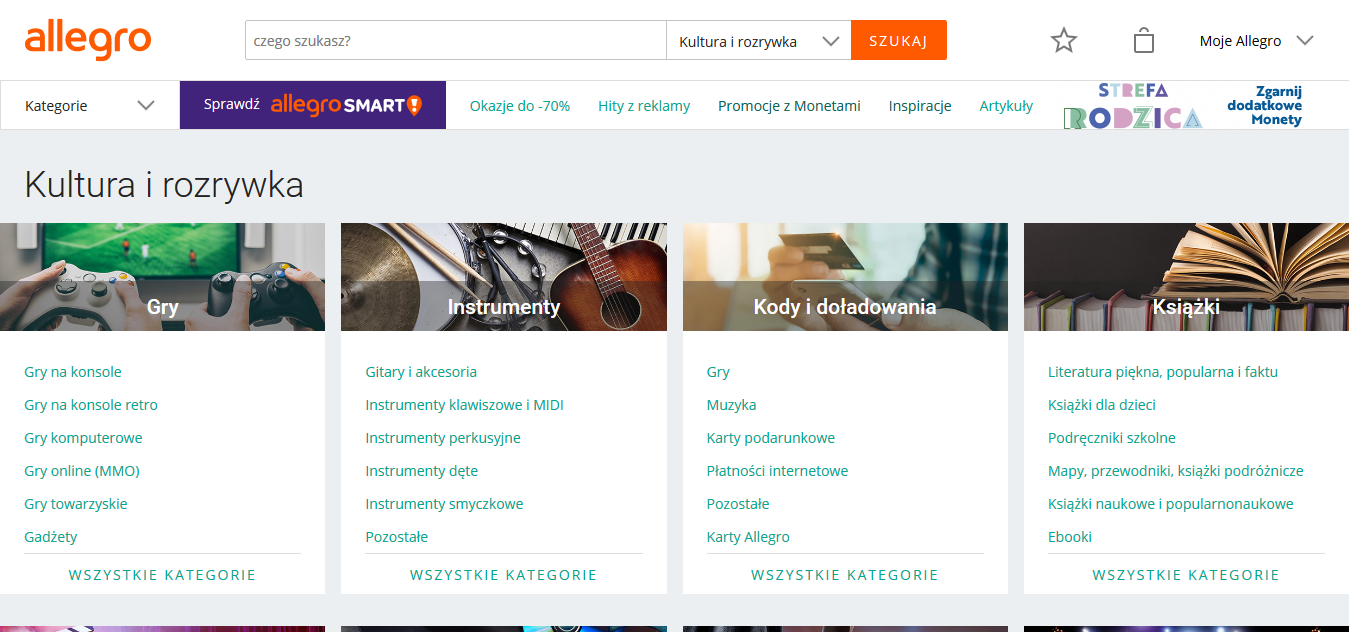 allegro
czego szukasz?
Kultura i rozrywka
SZUKAJ
Moje Allegro
Kategorie
Sprawdź allegro SMART!
Okazje do -70%
Hity z reklamy
Promocje z Monetami
Inspiracje
Artykuły
STREFA
RODZICA
Zgarnij
dodatkowe
Monety
Kultura i rozrywka
Gry
Gry na konsole
Gry na konsole retro
Gry komputerowe
Gry online (MMO)
Gry towarzyskie
Gadżety
WSZYSTKIE KATEGORIE
Instrumenty
Gitary i akcesoria
Instrumenty klawiszowe i MIDI
Instrumenty perkusyjne
Instrumenty dęte
Instrumenty smyczkowe
Pozostałe
WSZYSTKIE KATEGORIE
Kody i doładowania
Gry
Muzyka
Karty podarunkowe
Płatności internetowe
Pozostałe
Karty Allegro
WSZYSTKIE KATEGORIE
Książki
Literatura piękna, popularna i faktu
Książki dla dzieci
Podręczniki szkolne
Mapy, przewodniki, książki podróżnicze
Książki naukowe i popularnonaukowe
Ebooki
WSZYSTKIE KATEGORIE